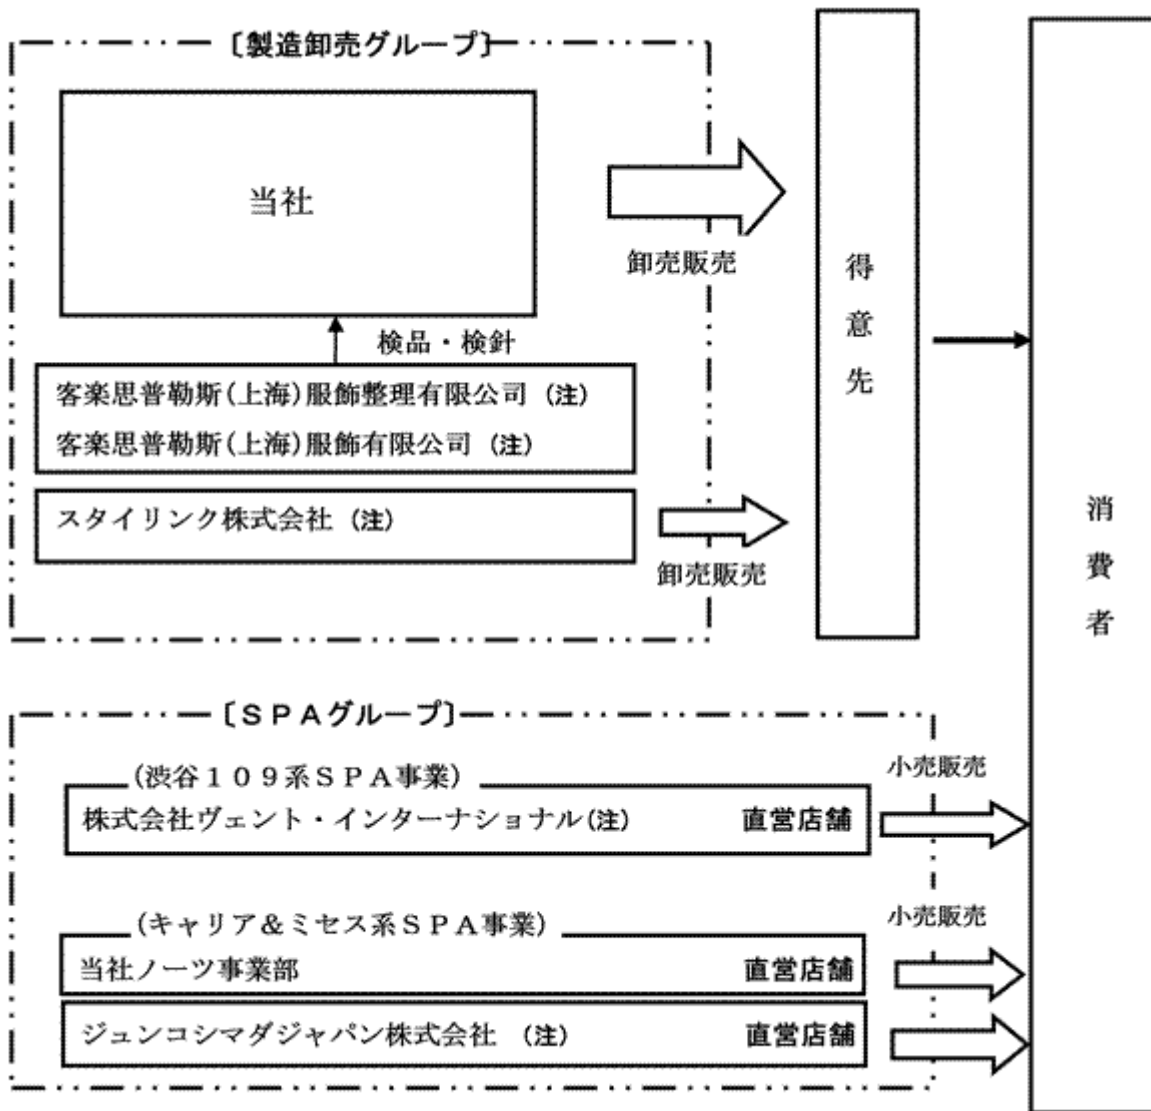 〔製造卸売グループ〕
当社
卸売販売
検品・検針
客楽思普勒斯(上海)服飾整理有限公司 (注)
客楽思普勒斯(上海)服飾有限公司 (注)
スタイリンク株式会社 (注)
卸売販売
得意先
消費者
〔ＳＰＡグループ〕
(渋谷１０９系ＳＰＡ事業)
小売販売
株式会社ヴェント・インターナショナル(注) 直営店舗
(キャリア＆ミセス系ＳＰＡ事業)
小売販売
当社ノーツ事業部 直営店舗
ジュンコシマダジャパン株式会社 (注) 直営店舗